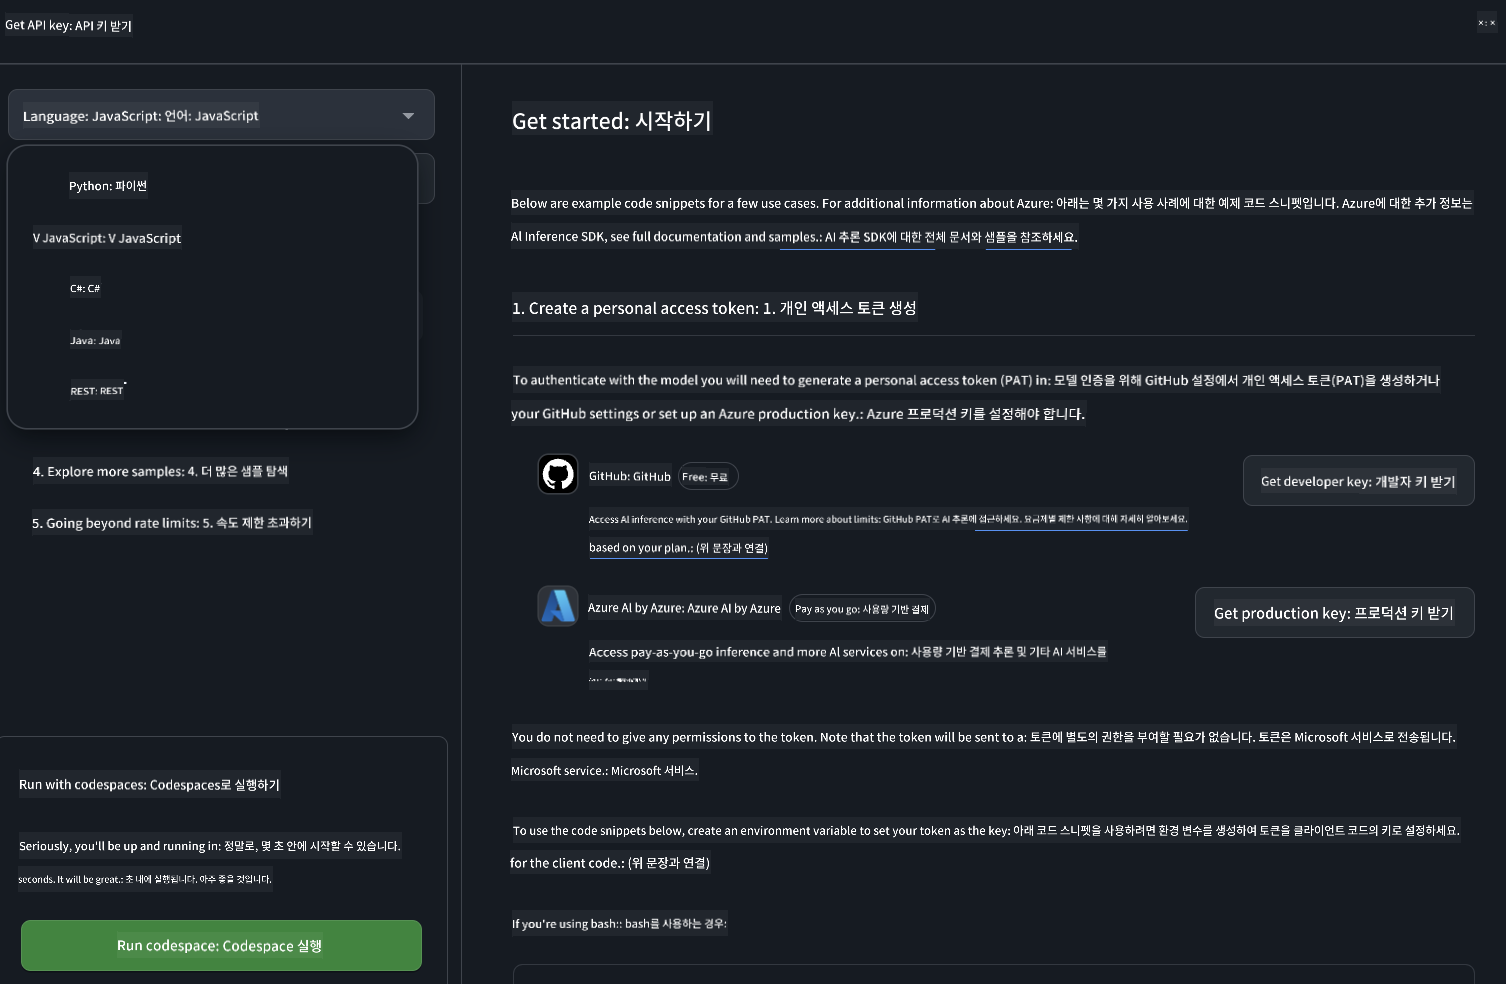 Get API key: API 키 받기
×: ×
Language: JavaScript: 언어: JavaScript
Python: 파이썬
V JavaScript: V JavaScript
C#: C#
Java: Java
REST: REST
4. Explore more samples: 4. 더 많은 샘플 탐색
5. Going beyond rate limits: 5. 속도 제한 초과하기
Run with codespaces: Codespaces로 실행하기
Seriously, you'll be up and running in: 정말로, 몇 초 안에 시작할 수 있습니다.
seconds. It will be great.: 초 내에 실행됩니다. 아주 좋을 것입니다.
Run codespace: Codespace 실행
Get started: 시작하기
Below are example code snippets for a few use cases. For additional information about Azure: 아래는 몇 가지 사용 사례에 대한 예제 코드 스니펫입니다. Azure에 대한 추가 정보는
AI Inference SDK, see full documentation and samples.: AI 추론 SDK에 대한 전체 문서와 샘플을 참조하세요.
1. Create a personal access token: 1. 개인 액세스 토큰 생성
To authenticate with the model you will need to generate a personal access token (PAT) in: 모델 인증을 위해 GitHub 설정에서 개인 액세스 토큰(PAT)을 생성하거나
your GitHub settings or set up an Azure production key.: Azure 프로덕션 키를 설정해야 합니다.
GitHub: GitHub
Free: 무료
Get developer key: 개발자 키 받기
Access AI inference with your GitHub PAT. Learn more about limits: GitHub PAT로 AI 추론에 접근하세요. 요금제별 제한 사항에 대해 자세히 알아보세요.
based on your plan.: (위 문장과 연결)
Azure AI by Azure: Azure AI by Azure
Pay as you go: 사용량 기반 결제
Get production key: 프로덕션 키 받기
Access pay-as-you-go inference and more AI services on: 사용량 기반 결제 추론 및 기타 AI 서비스를
You do not need to give any permissions to the token. Note that the token will be sent to a: 토큰에 별도의 권한을 부여할 필요가 없습니다. 토큰은 Microsoft 서비스로 전송됩니다.
Microsoft service.: Microsoft 서비스.
To use the code snippets below, create an environment variable to set your token as the key: 아래 코드 스니펫을 사용하려면 환경 변수를 생성하여 토큰을 클라이언트 코드의 키로 설정하세요.
for the client code.: (위 문장과 연결)
If you're using bash:: bash를 사용하는 경우: